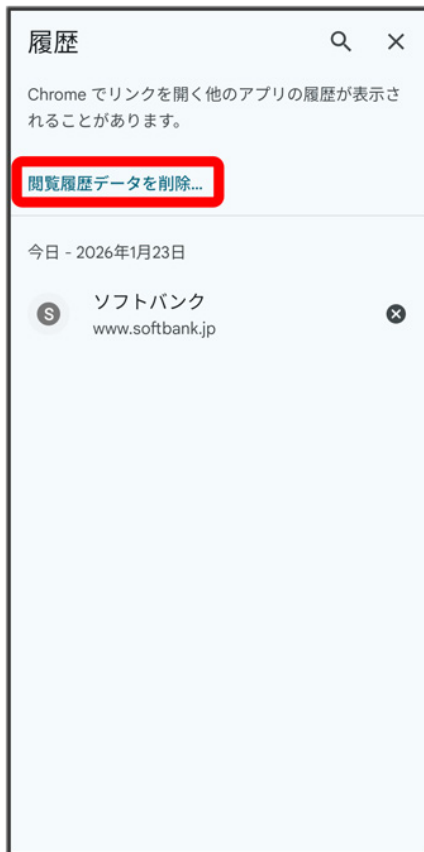 履歴
Chrome でリンクを開く他のアプリの履歴が表示さ
れることがあります。
閲覧履歴データを削除...
今日 - 2026年1月23日
S
ソフトバンク
www.softbank.jp